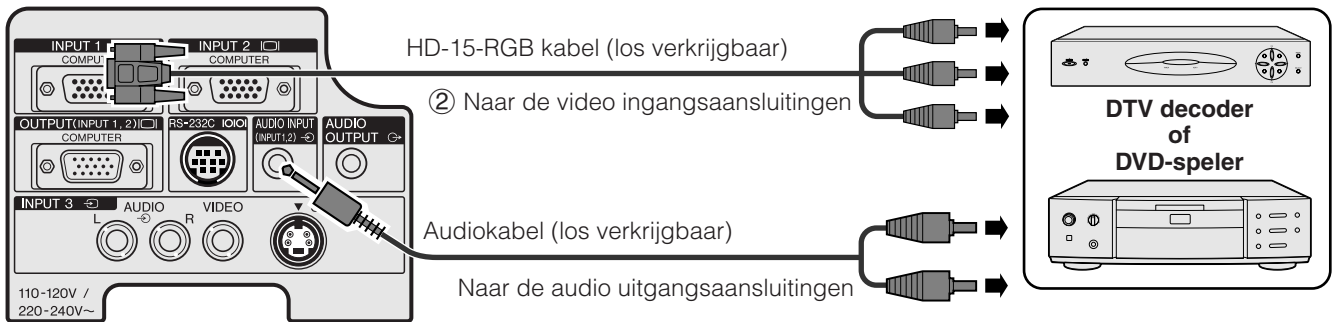 INPUT 1
INPUT 2
COMPUT
COMPUTER
HD-15-RGB kabel (los verkrijgbaar)
② Naar de video ingangsaansluitingen
OUTPUT(INPUT 1, 2)
RS-232C IOIOI
AUDIO INPUT
(INPUT1,2)
AUDIO
OUTPUT
COMPUTER
INPUT 3
AUDIO
L
R
VIDEO
Audiokabel (los verkrijgbaar)
Naar de audio uitgangsaansluitingen
110-120V /
220-240V~
DTV decoder
of
DVD-speler